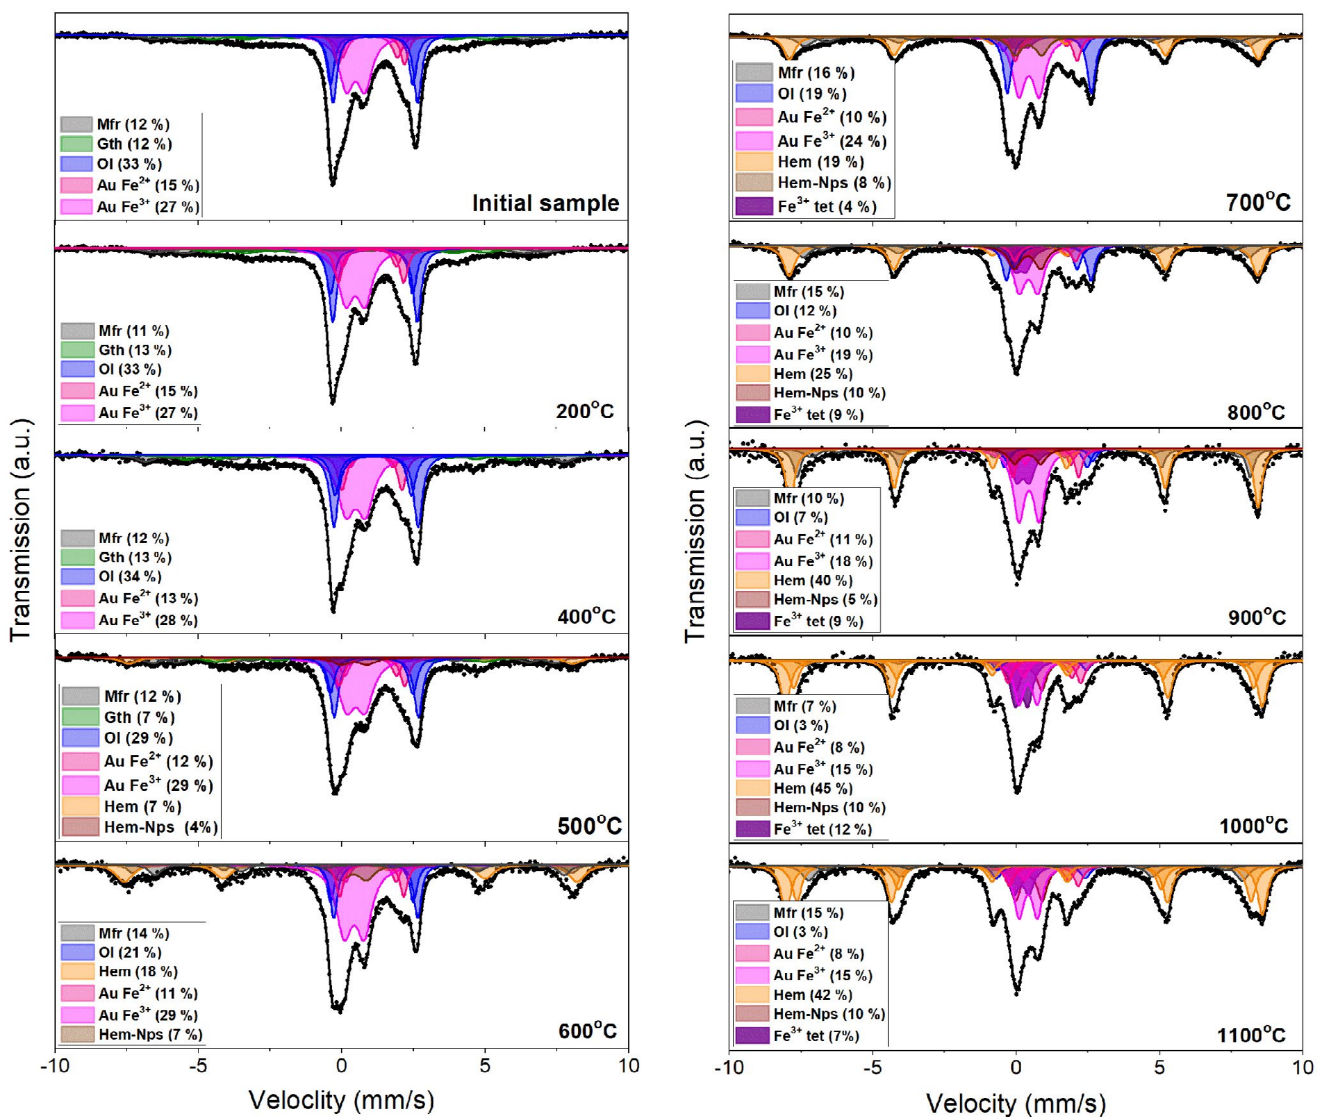 Transmission (a.u.)
Mfr (12 %)
Gth (12 %)
Ol (33 %)
Au Fe²⁺ (15 %)
Au Fe³⁺ (27 %)
Initial sample
Mfr (11 %)
Gth (13 %)
Ol (33 %)
Au Fe²⁺ (15 %)
Au Fe³⁺ (27 %)
200°C
Mfr (12 %)
Gth (13 %)
Ol (34 %)
Au Fe²⁺ (13 %)
Au Fe³⁺ (28 %)
400°C
Mfr (12 %)
Gth (7 %)
Ol (29 %)
Au Fe²⁺ (12 %)
Au Fe³⁺ (29 %)
Hem (7 %)
Hem-Nps (4%)
500°C
Mfr (14 %)
Ol (21 %)
Hem (18 %)
Au Fe²⁺ (11 %)
Au Fe³⁺ (29 %)
Hem-Nps (7 %)
600°C
-10 -5 0 5 10
Veloclity (mm/s)
Transmission (a.u.)
Mfr (16 %)
Ol (19 %)
Au Fe²⁺ (10 %)
Au Fe³⁺ (24 %)
Hem (19 %)
Hem-Nps (8 %)
Fe³⁺ tet (4 %)
700°C
Mfr (15 %)
Ol (12 %)
Au Fe²⁺ (10 %)
Au Fe³⁺ (19 %)
Hem (25 %)
Hem-Nps (10 %)
Fe³⁺ tet (9 %)
800°C
Mfr (10 %)
Ol (7 %)
Au Fe²⁺ (11 %)
Au Fe³⁺ (18 %)
Hem (40 %)
Hem-Nps (5 %)
Fe³⁺ tet (9 %)
900°C
Mfr (7 %)
Ol (3 %)
Au Fe²⁺ (8 %)
Au Fe³⁺ (15 %)
Hem (45 %)
Hem-Nps (10 %)
Fe³⁺ tet (12 %)
1000°C
Mfr (15 %)
Ol (3 %)
Au Fe²⁺ (8 %)
Au Fe³⁺ (15 %)
Hem (42 %)
Hem-Nps (10 %)
Fe³⁺ tet (7%)
1100°C
-10 -5 0 5 10
Velocity (mm/s)